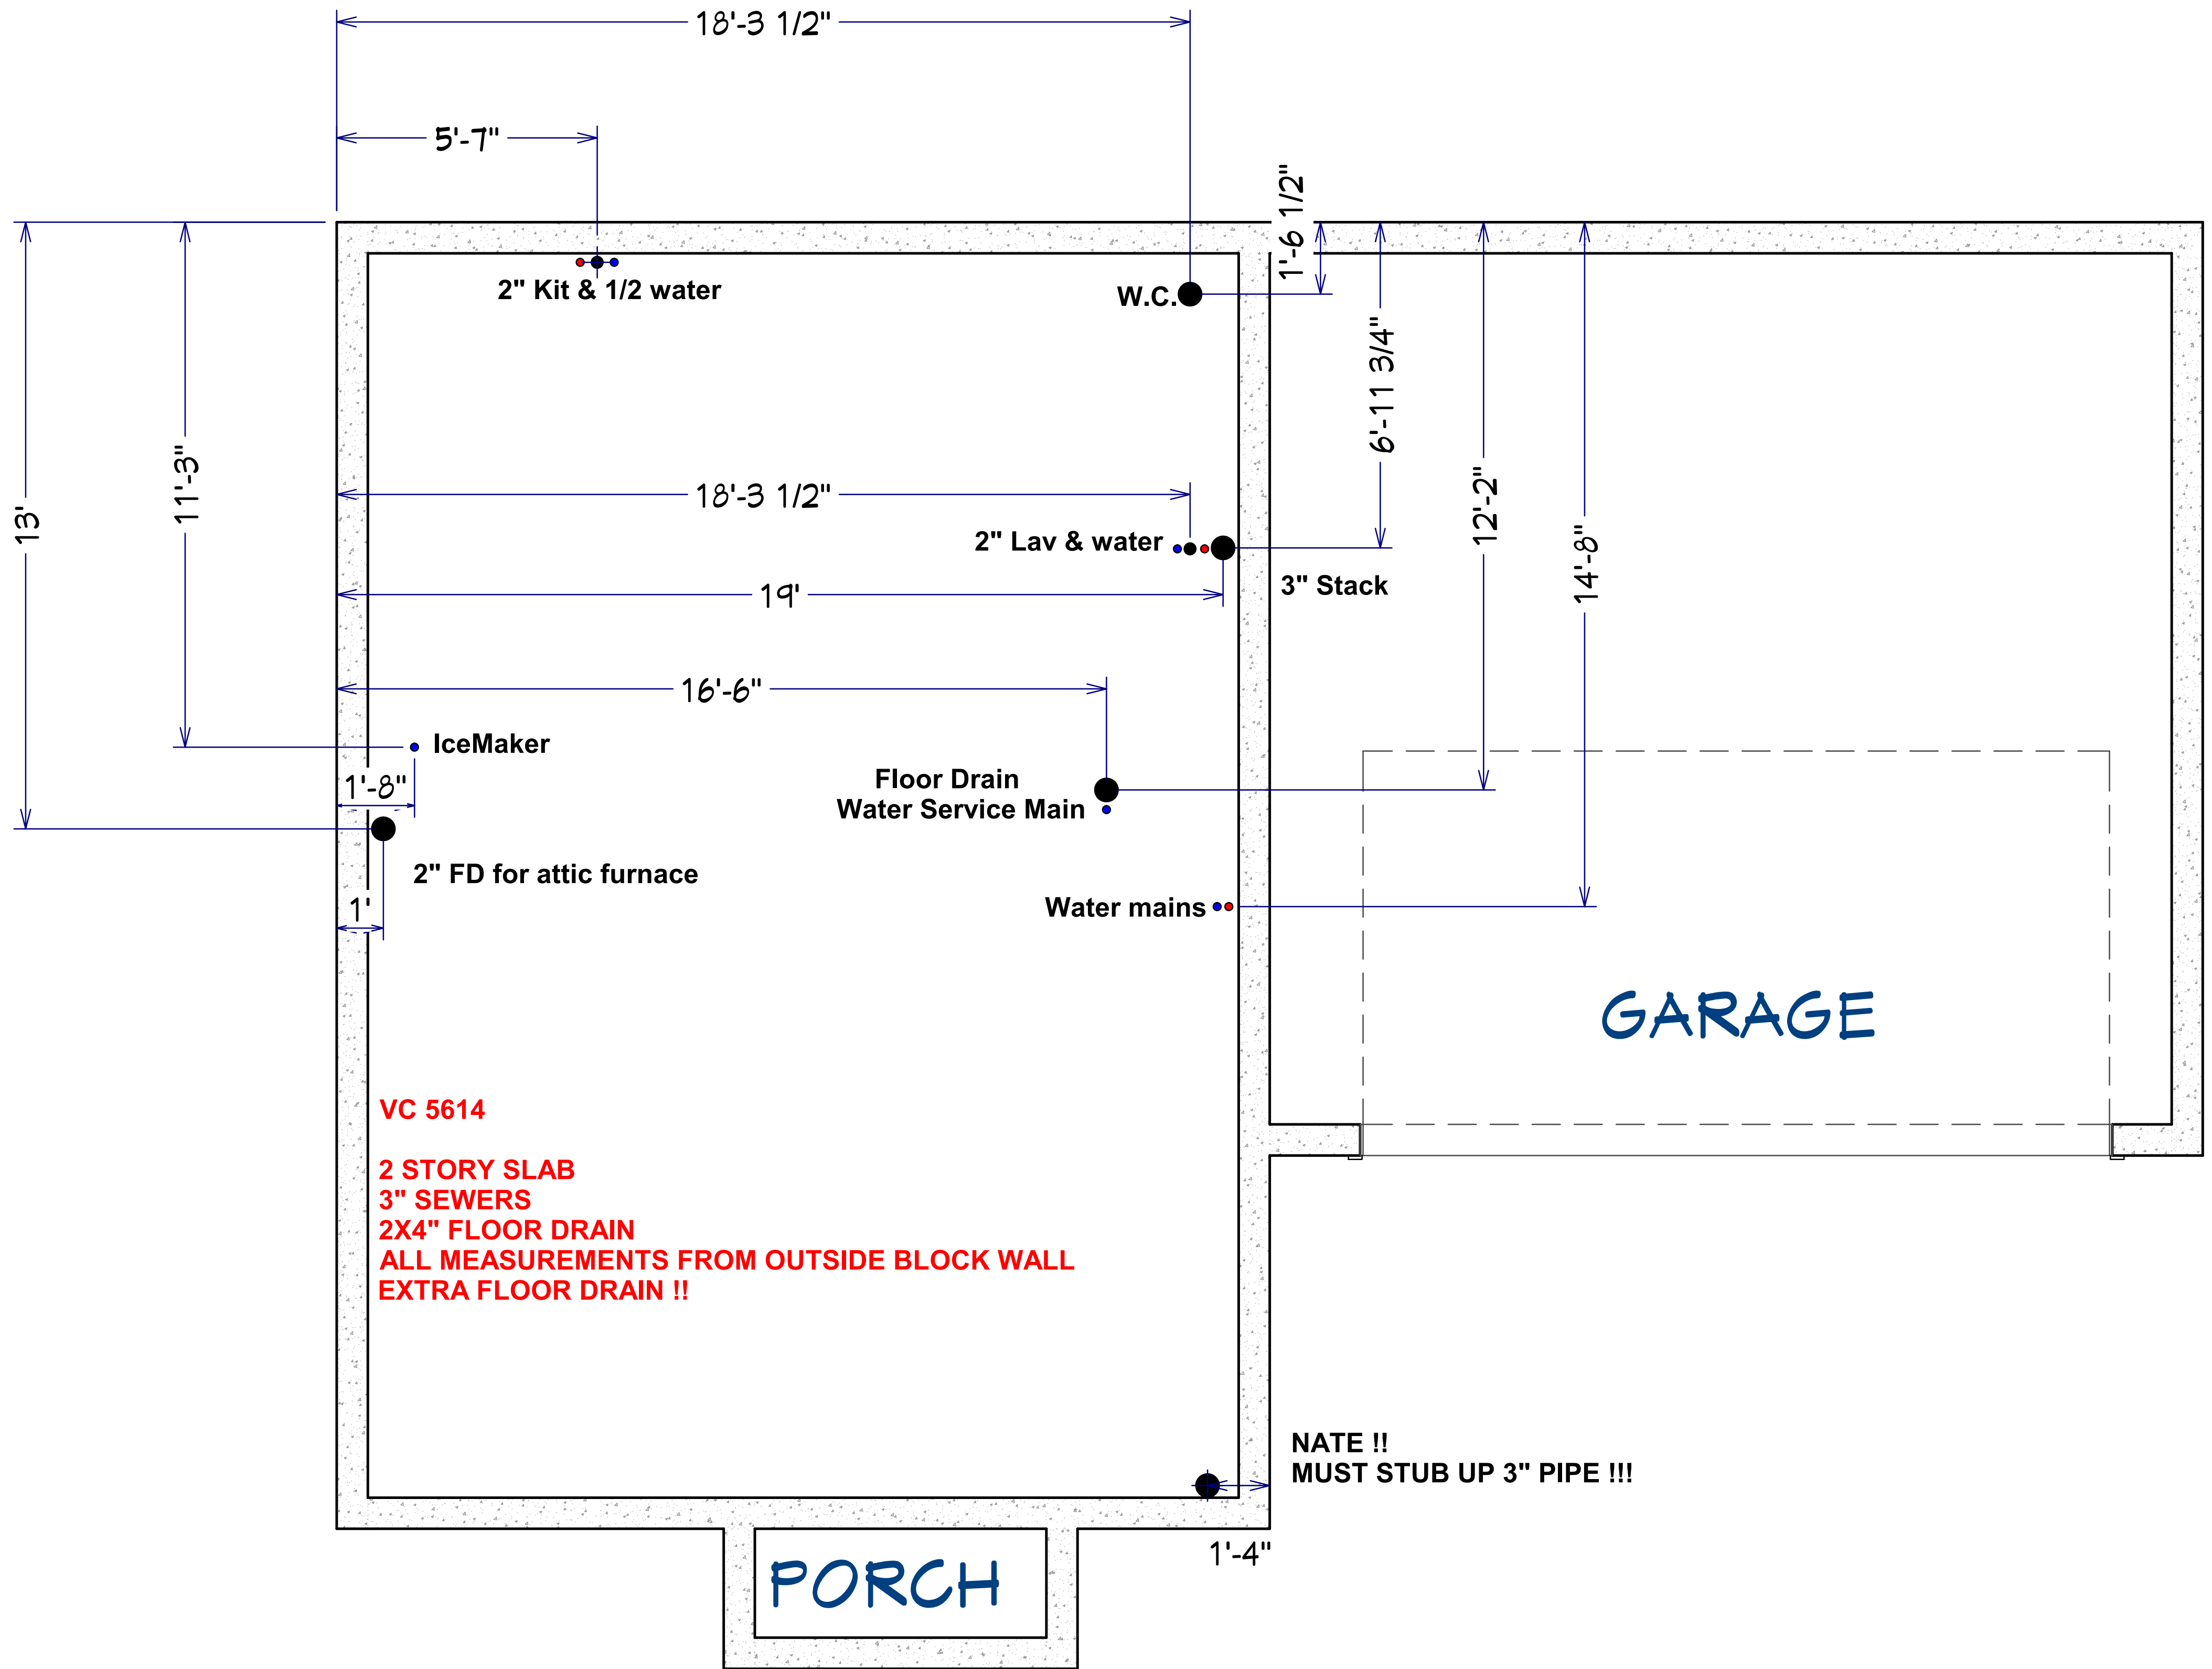 18'-3 1/2"
5'-7"
1'-6 1/2"
2" Kit & 1/2 water
W.C.
6'-11 3/4"
11'-3"
13'
18'-3 1/2"
12'-2"
2" Lav & water
14'-8"
3" Stack
19'
16'-6"
IceMaker
1'-8"
Floor Drain
Water Service Main
2" FD for attic furnace
1'
Water mains
GARAGE
VC 5614
2 STORY SLAB
3" SEWERS
2X4" FLOOR DRAIN
ALL MEASUREMENTS FROM OUTSIDE BLOCK WALL
EXTRA FLOOR DRAIN !!
NATE !!
MUST STUB UP 3" PIPE !!!
1'-4"
PORCH